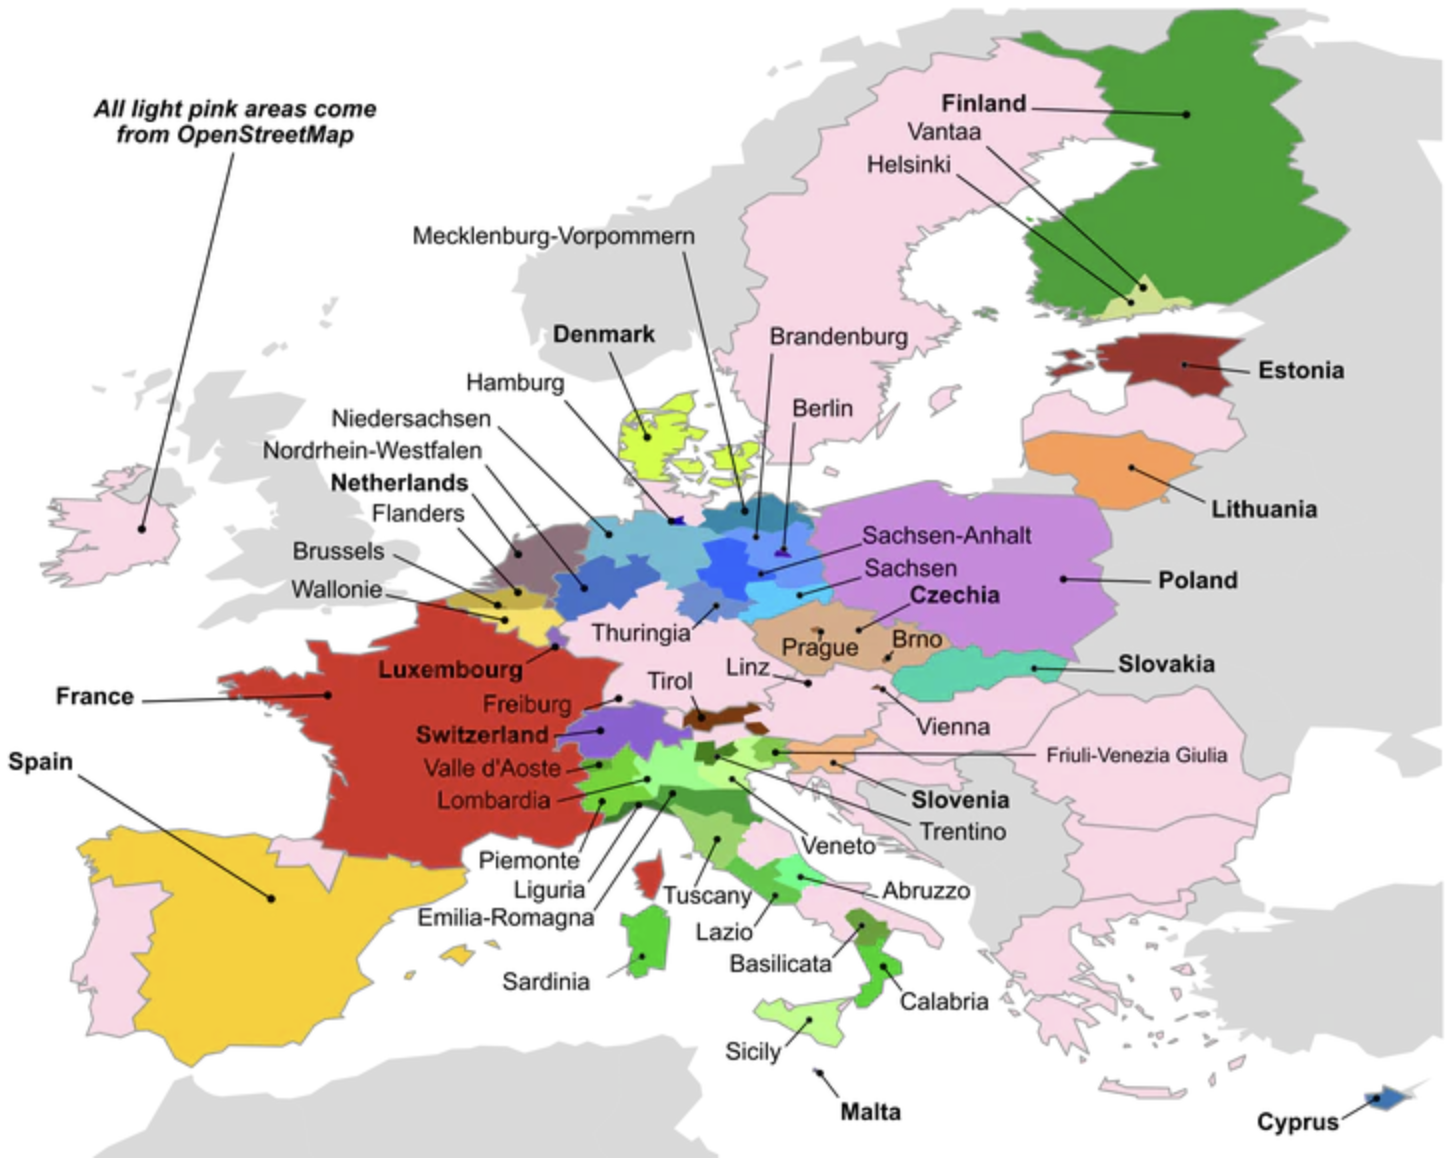 All light pink areas come
from OpenStreetMap
Finland
Vantaa
Helsinki
Mecklenburg-Vorpommern
Denmark
Brandenburg
Estonia
Hamburg
Berlin
Niedersachsen
Nordrhein-Westfalen
Netherlands
Lithuania
Flanders
Sachsen-Anhalt
Brussels
Sachsen
Poland
Wallonie
Czechia
Thuringia
Prague
Brno
Luxembourg
Linz
Slovakia
Tirol
France
Freiburg
Vienna
Switzerland
Friuli-Venezia Giulia
Spain
Valle d'Aoste
Lombardia
Slovenia
Trentino
Veneto
Piemonte
Liguria
Tuscany
Abruzzo
Emilia-Romagna
Lazio
Basilicata
Sardinia
Calabria
Sicily
Malta
Cyprus